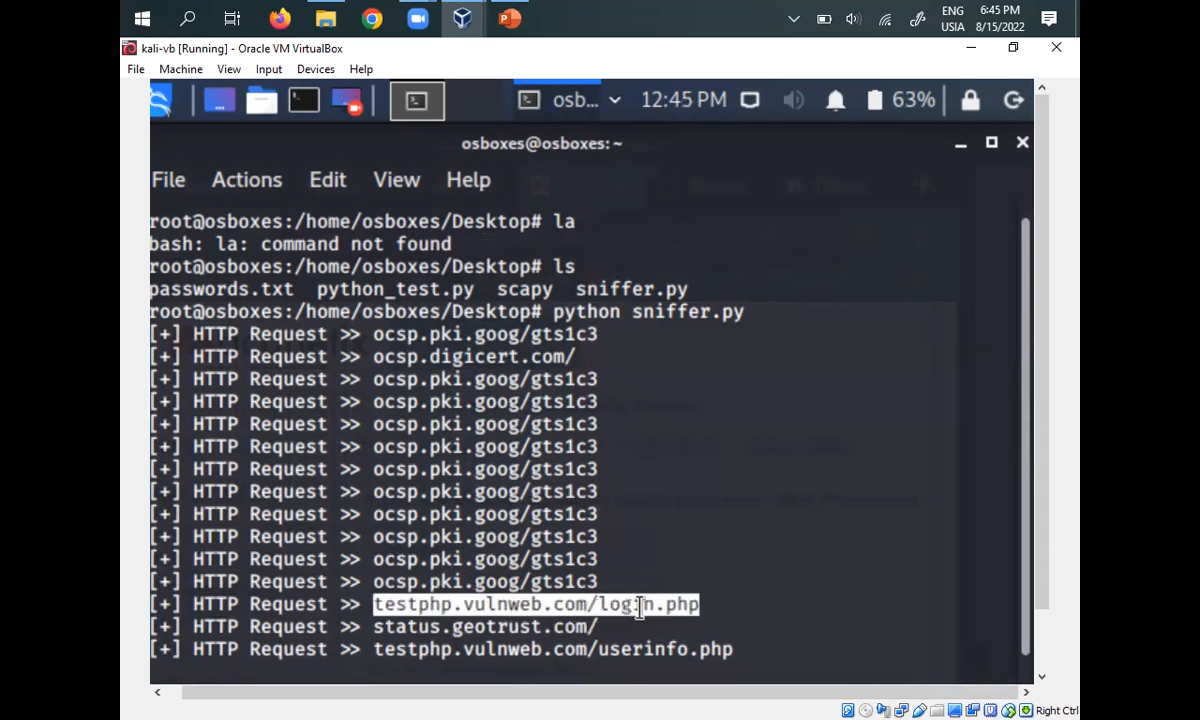 ENG 6:45 PM
USIA 8/15/2022
kali-vb [Running] - Oracle VM VirtualBox
File Machine View Input Devices Help
osb... 12:45 PM 63%
osboxes@osboxes: ~
File Actions Edit View Help
root@osboxes:/home/osboxes/Desktop# la
bash: la: command not found
root@osboxes:/home/osboxes/Desktop# ls
passwords.txt python_test.py scapy sniffer.py
root@osboxes:/home/osboxes/Desktop# python sniffer.py
[+] HTTP Request >> ocsp.pki.goog/gts1c3
[+] HTTP Request >> ocsp.digicert.com/
[+] HTTP Request >> ocsp.pki.goog/gts1c3
[+] HTTP Request >> ocsp.pki.goog/gts1c3
[+] HTTP Request >> ocsp.pki.goog/gts1c3
[+] HTTP Request >> ocsp.pki.goog/gts1c3
[+] HTTP Request >> ocsp.pki.goog/gts1c3
[+] HTTP Request >> ocsp.pki.goog/gts1c3
[+] HTTP Request >> ocsp.pki.goog/gts1c3
[+] HTTP Request >> ocsp.pki.goog/gts1c3
[+] HTTP Request >> ocsp.pki.goog/gts1c3
[+] HTTP Request >> ocsp.pki.goog/gts1c3
[+] HTTP Request >> testphp.vulnweb.com/login.php
[+] HTTP Request >> status.geotrust.com/
[+] HTTP Request >> testphp.vulnweb.com/userinfo.php
Right Ctrl